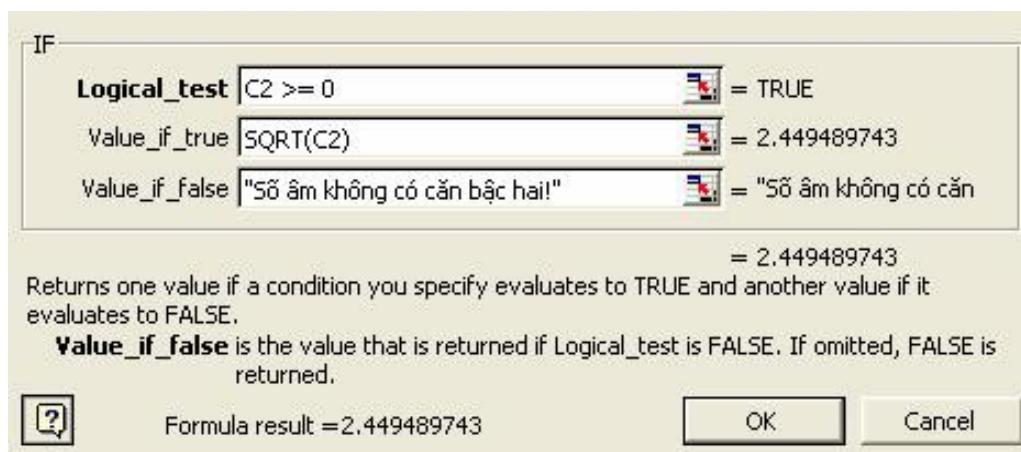 IF
Logical_test C2 >= 0 = TRUE
Value_if_true SQRT(C2) = 2.449489743
Value_if_false "Số âm không có căn bậc hai!" = "Số âm không có căn
= 2.449489743
Returns one value if a condition you specify evaluates to TRUE and another value if it
evaluates to FALSE.
Value_if_false is the value that is returned if Logical_test is FALSE. If omitted, FALSE is
returned.
Formula result =2.449489743 OK Cancel